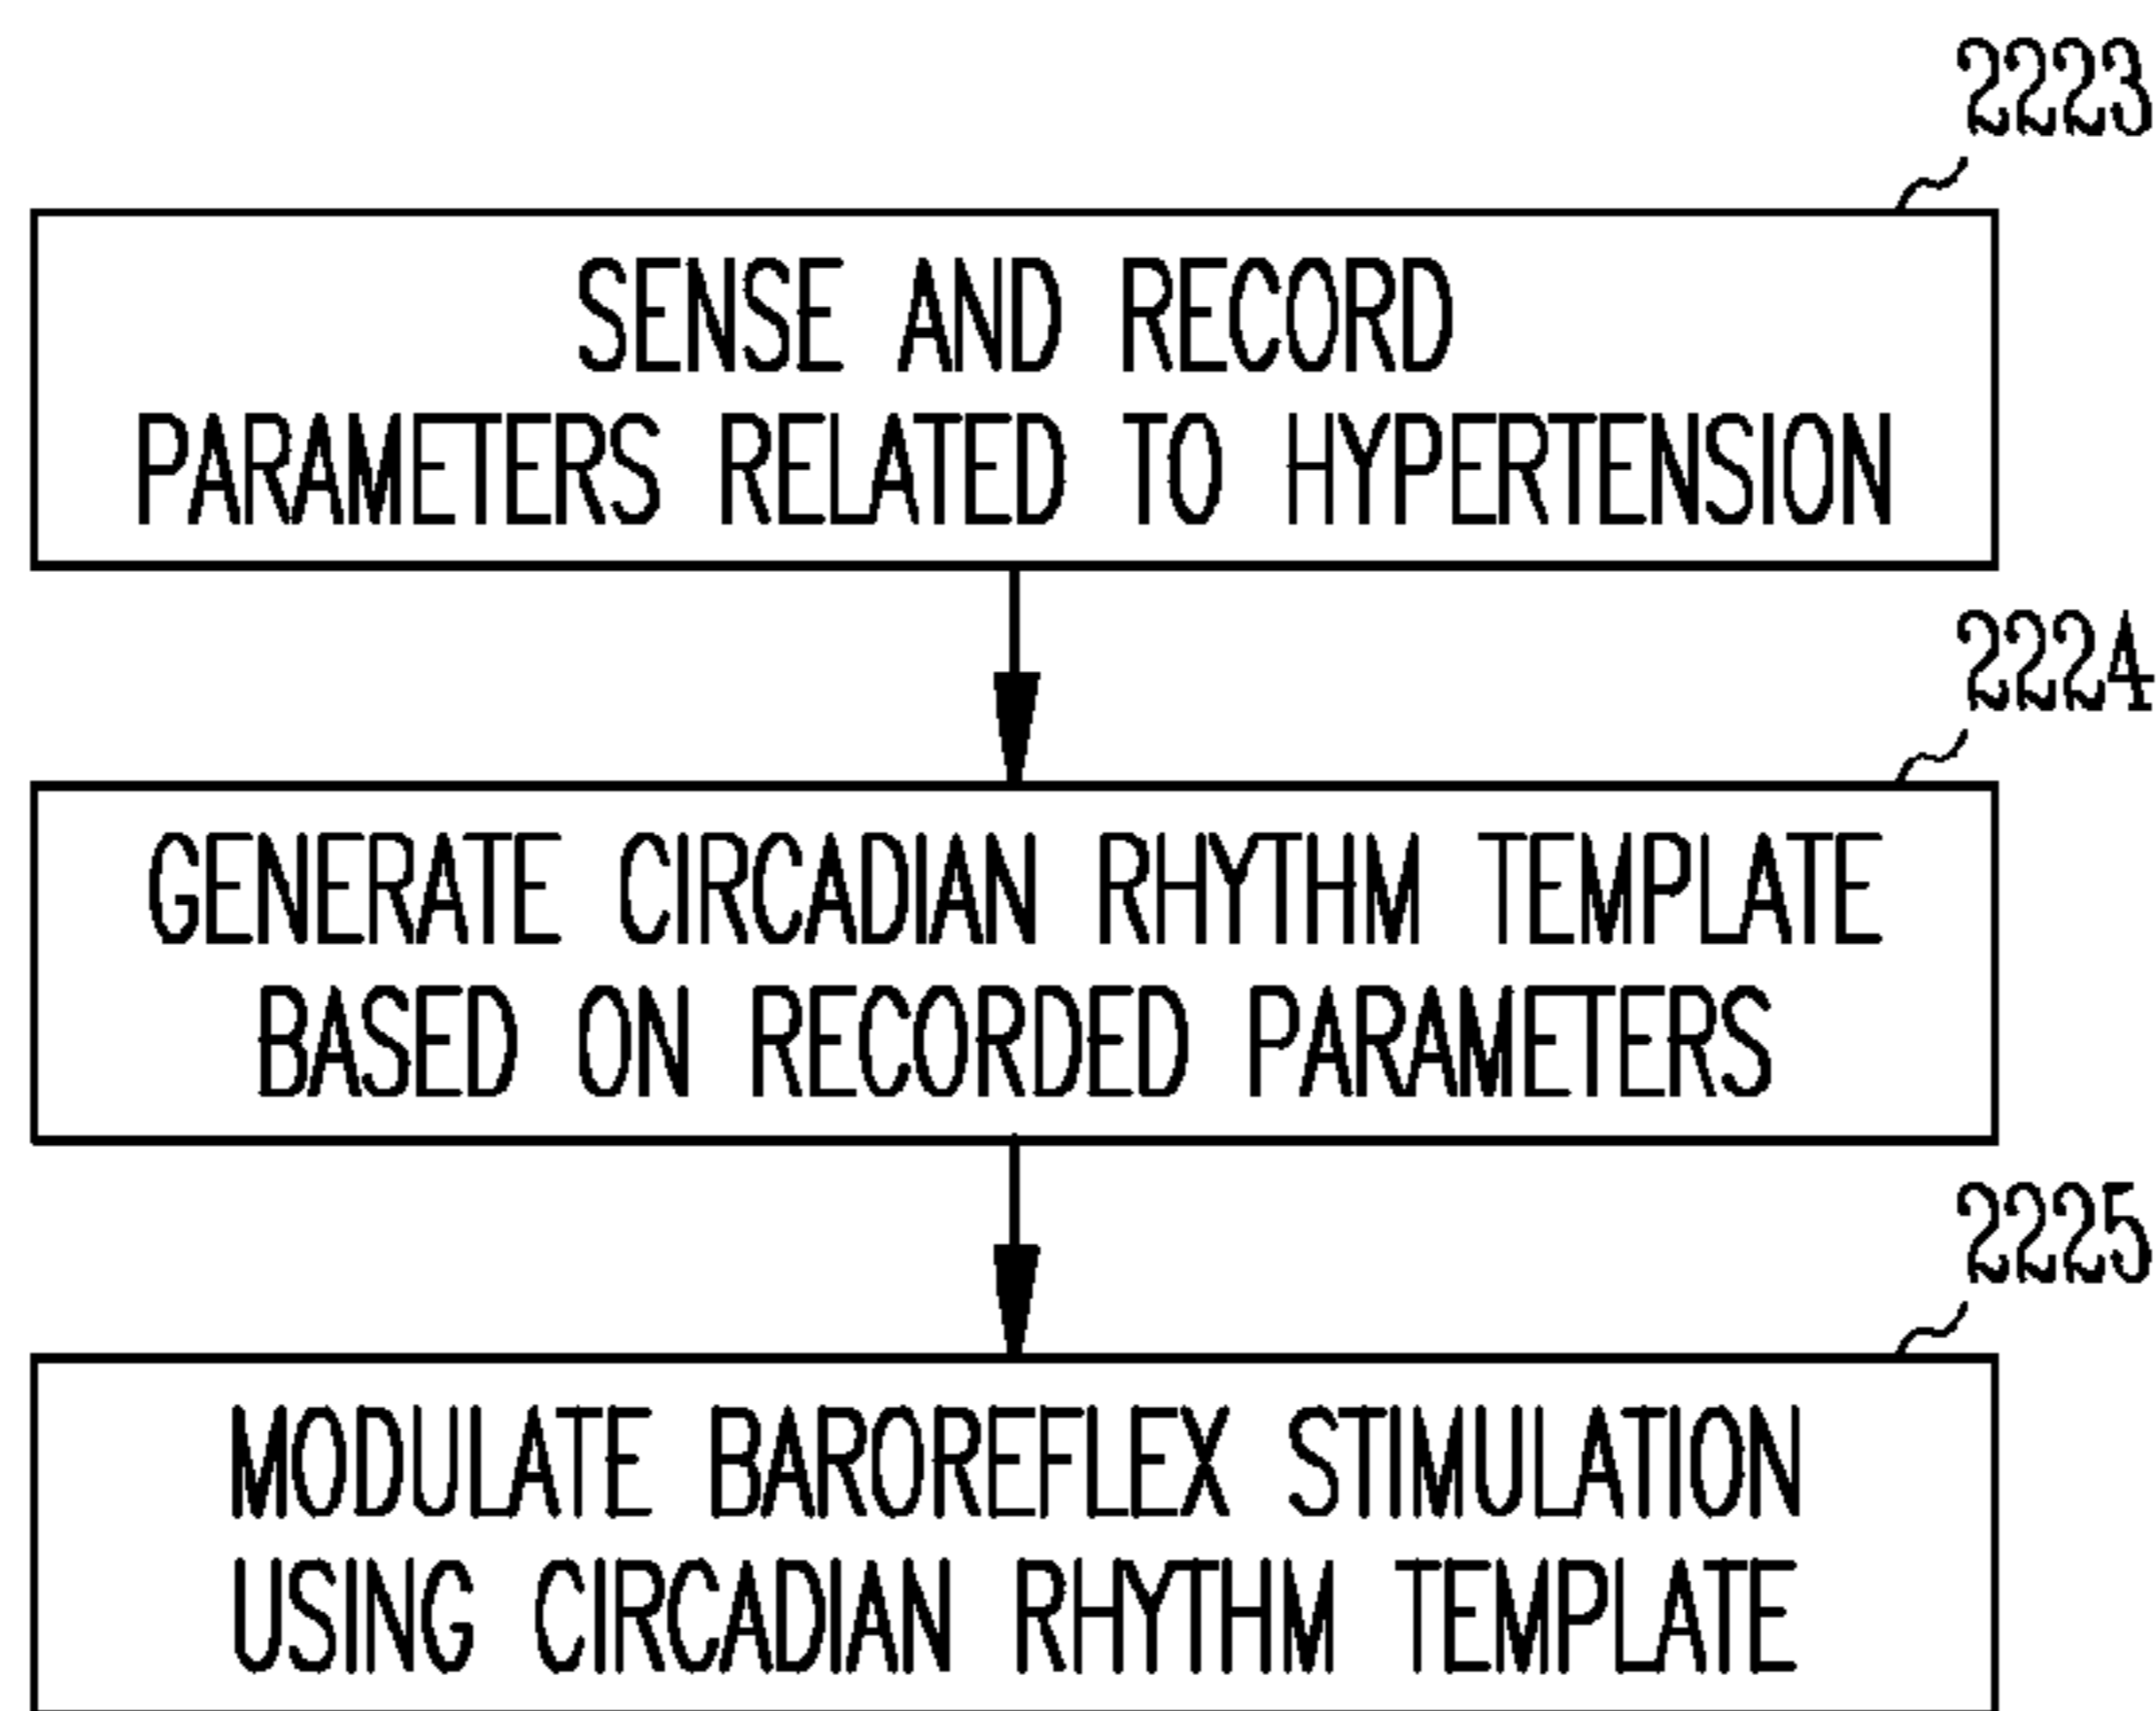 2223
SENSE AND RECORD
PARAMETERS RELATED TO HYPERTENSION
2224
GENERATE CIRCADIAN RHYTHM TEMPLATE
BASED ON RECORDED PARAMETERS
2225
MODULATE BAROREFLEX STIMULATION
USING CIRCADIAN RHYTHM TEMPLATE